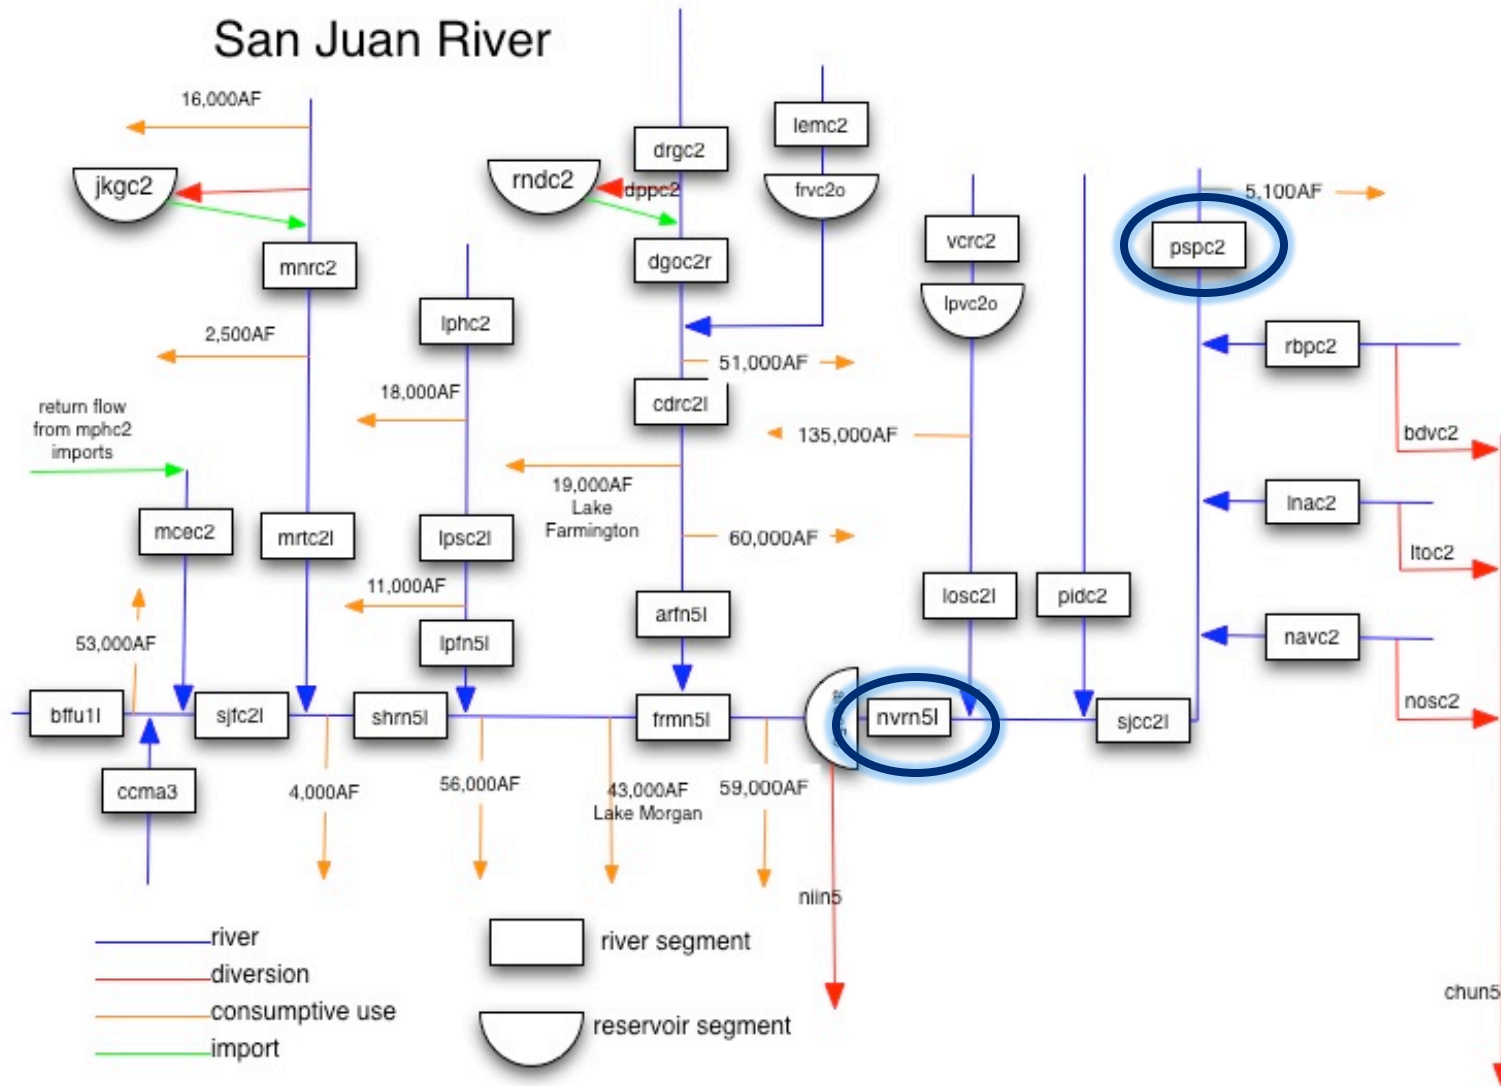 San Juan River
16,000AF
jkgc2
mnrc2
2,500AF
return flow
from mphc2
imports
mcec2
mrtc2l
53,000AF
bffu1l
sjfc2l
ccma3
4,000AF
lphc2
18,000AF
lpsc2l
11,000AF
lpfn5l
shrn5l
56,000AF
rndc2
drgc2
dppc2
dgoc2r
lemc2
frvc2o
51,000AF
cdrc2l
19,000AF
Lake
Farmington
60,000AF
arfn5l
frmn5l
43,000AF
Lake Morgan
59,000AF
vcrc2
lpvc2o
135,000AF
losc2l
pidc2
nvrn5l
sjcc2l
niin5
5,100AF
pspc2
rbpc2
bdvc2
lnac2
ltoc2
navc2
nosc2
chun5
river
diversion
consumptive use
import
river segment
reservoir segment